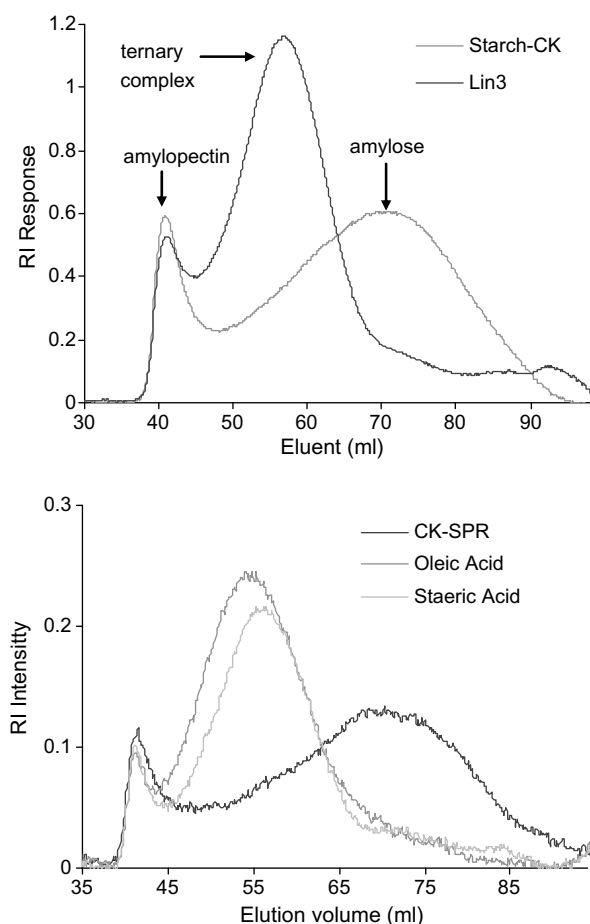 1.2
1
0.8
0.6
0.4
0.2
0
RI Response
ternary
complex
amylopectin
amylose
Starch-CK
Lin3
30 40 50 60 70 80 90
Eluent (ml)
0.3
0.2
0.1
0
RI Intensitty
CK-SPR
Oleic Acid
Staeric Acid
35 45 55 65 75 85
Elution volume (ml)